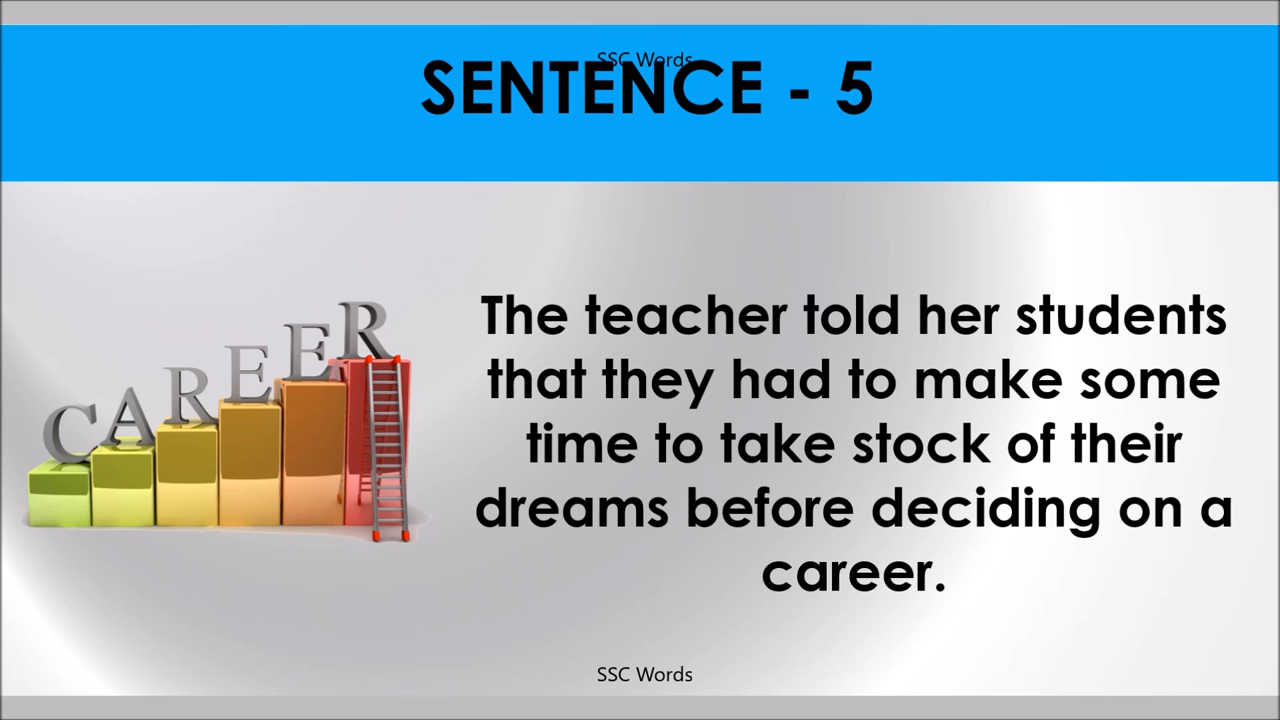 SSC Words
SENTENCE - 5
CAREER
The teacher told her students
that they had to make some
time to take stock of their
dreams before deciding on a
career.
SSC Words